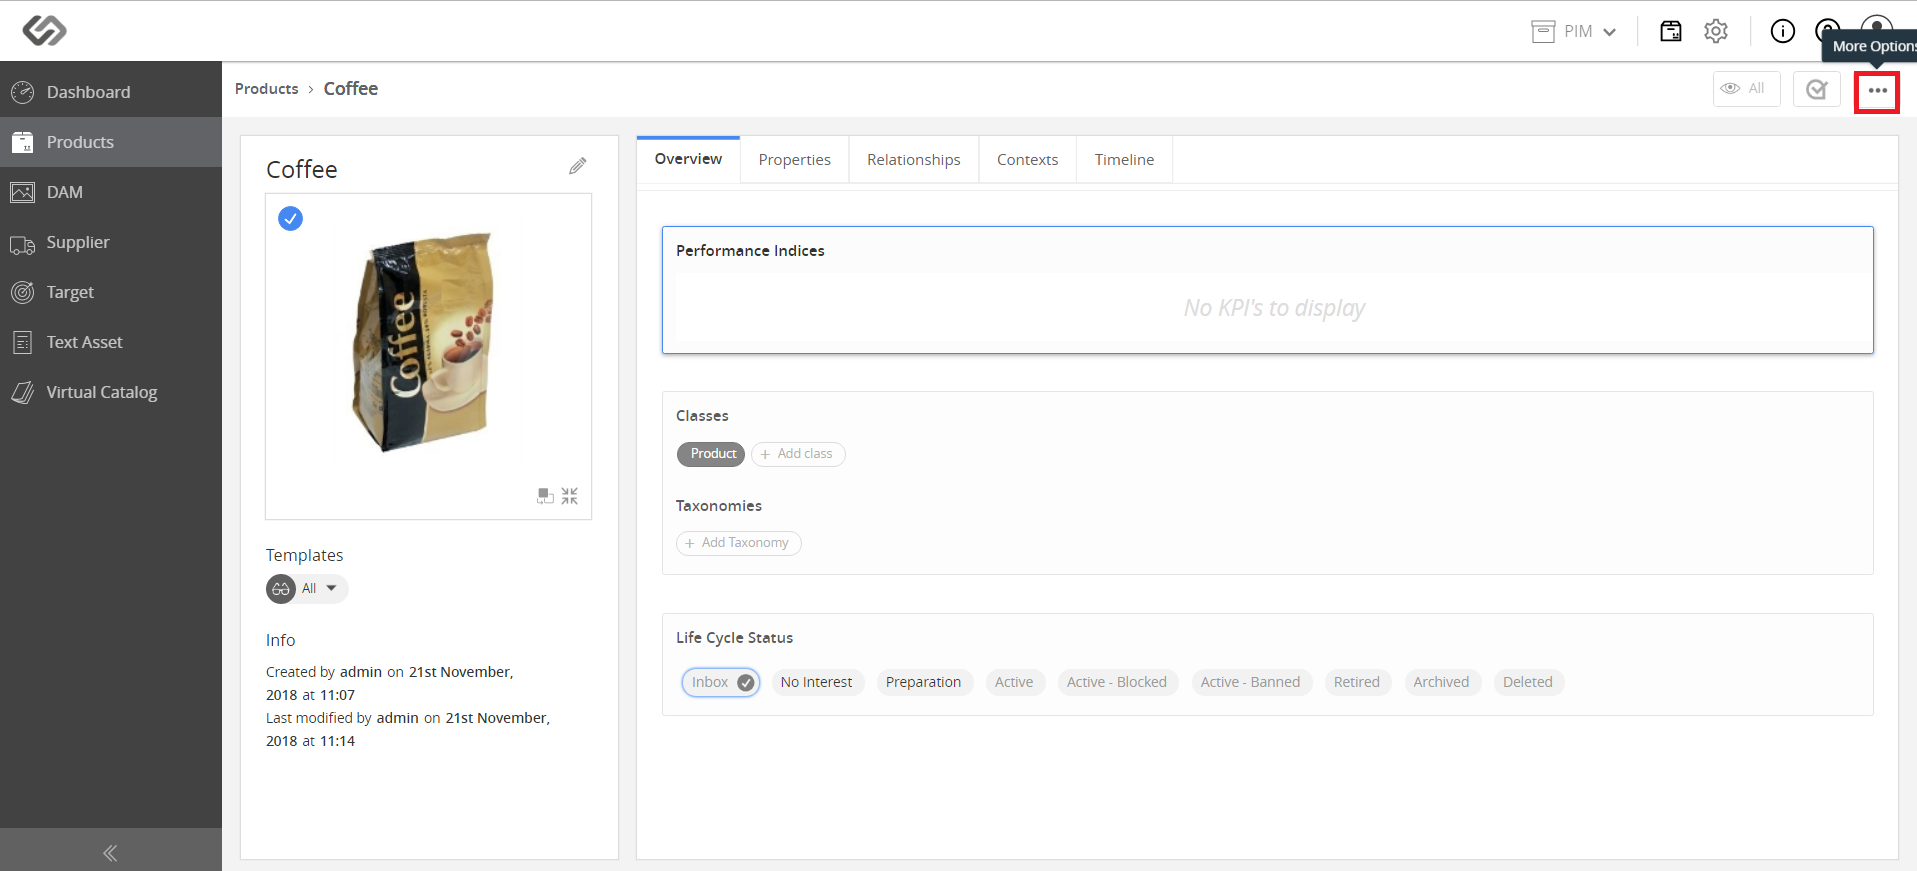 PIM
More Options
Dashboard
Products
DAM
Supplier
Target
Text Asset
Virtual Catalog
Products › Coffee
All
Coffee
Coffee
Templates
All
Info
Created by admin on 21st November,
2018 at 11:07
Last modified by admin on 21st November,
2018 at 11:14
Overview
Properties
Relationships
Contexts
Timeline
Performance Indices
No KPI's to display
Classes
Product
+ Add class
Taxonomies
+ Add Taxonomy
Life Cycle Status
Inbox
No Interest
Preparation
Active
Active - Blocked
Active - Banned
Retired
Archived
Deleted